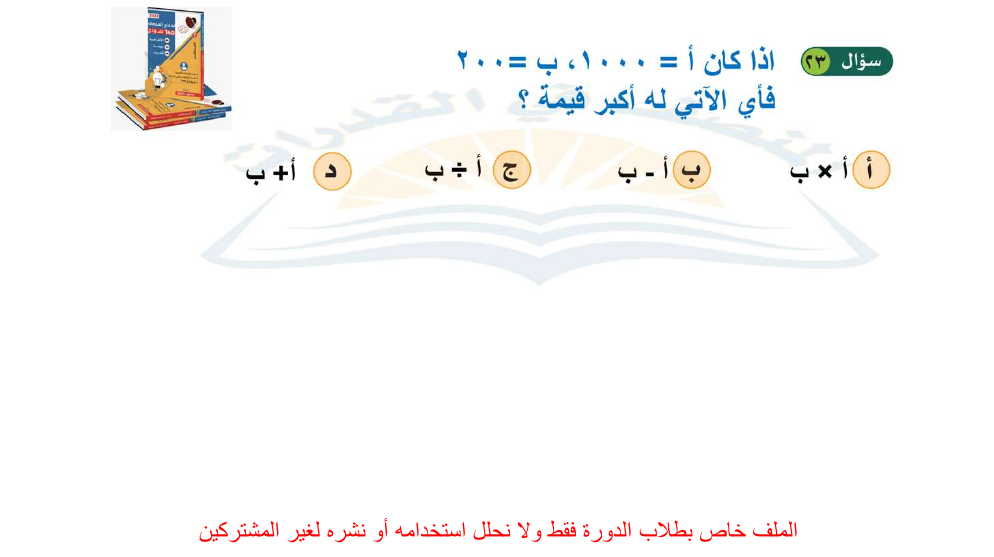 سؤال ٢٣
اذا كان أ = ١٠٠٠، ب =٢٠٠
فأي الآتي له أكبر قيمة ؟
أ أ × ب
ب أ - ب
ج أ ÷ ب
د أ+ ب
الملف خاص بطلاب الدورة فقط ولا نحلل استخدامه أو نشره لغير المشتركين